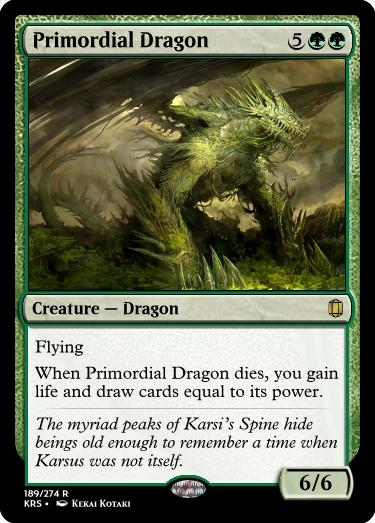 Primordial Dragon 5
Creature — Dragon
Flying
When Primordial Dragon dies, you gain
life and draw cards equal to its power.
The myriad peaks of Karsi's Spine hide
beings old enough to remember a time when
Karsus was not itself.
6/6
189/274 R
KRS • Kekai Kotaki